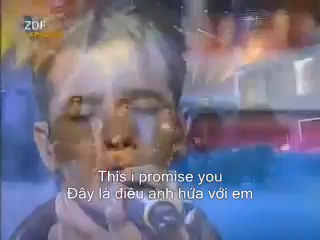 ZDF
This i promise you
Đây là điều anh hứa với em